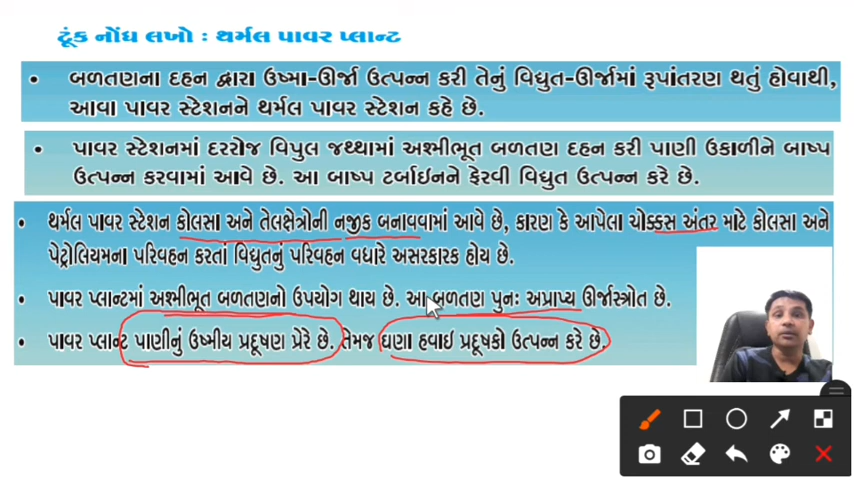 ટૂંક નોંધ લખો : થર્મલ પાવર પ્લાન્ટ
• બળતણના દહન દ્વારા ઉષ્મા-ઊર્જા ઉત્પન્ન કરી તેનું વિદ્યુત-ઊર્જામાં રૂપાંતરણ થતું હોવાથી,
આવા પાવર સ્ટેશનને થર્મલ પાવર સ્ટેશન કહે છે.
• પાવર સ્ટેશનમાં દરરોજ વિપુલ જથ્થામાં અશ્મીભૂત બળતણ દહન કરી પાણી ઉકાળીને બાષ્પ
ઉત્પન્ન કરવામાં આવે છે. આ બાષ્પ ટર્બાઇનને ફેરવી વિદ્યુત ઉત્પન્ન કરે છે.
• થર્મલ પાવર સ્ટેશન કોલસા અને તેલક્ષેત્રોની નજીક બનાવવામાં આવે છે, કારણ કે આપેલા ચોક્કસ અંતર માટે કોલસા અને
પેટ્રોલિયમના પરિવહન કરતાં વિદ્યુતનું પરિવહન વધારે અસરકારક હોય છે.
• પાવર પ્લાન્ટમાં અશ્મીભૂત બળતણનો ઉપયોગ થાય છે. આ બળતણ પુનઃ અપ્રાપ્ય ઊર્જાસ્ત્રોત છે.
• પાવર પ્લાન્ટ પાણીનું ઉષ્મીય પ્રદૂષણ પ્રેરે છે. તેમજ ઘણા હવાઈ પ્રદૂષકો ઉત્પન્ન કરે છે.